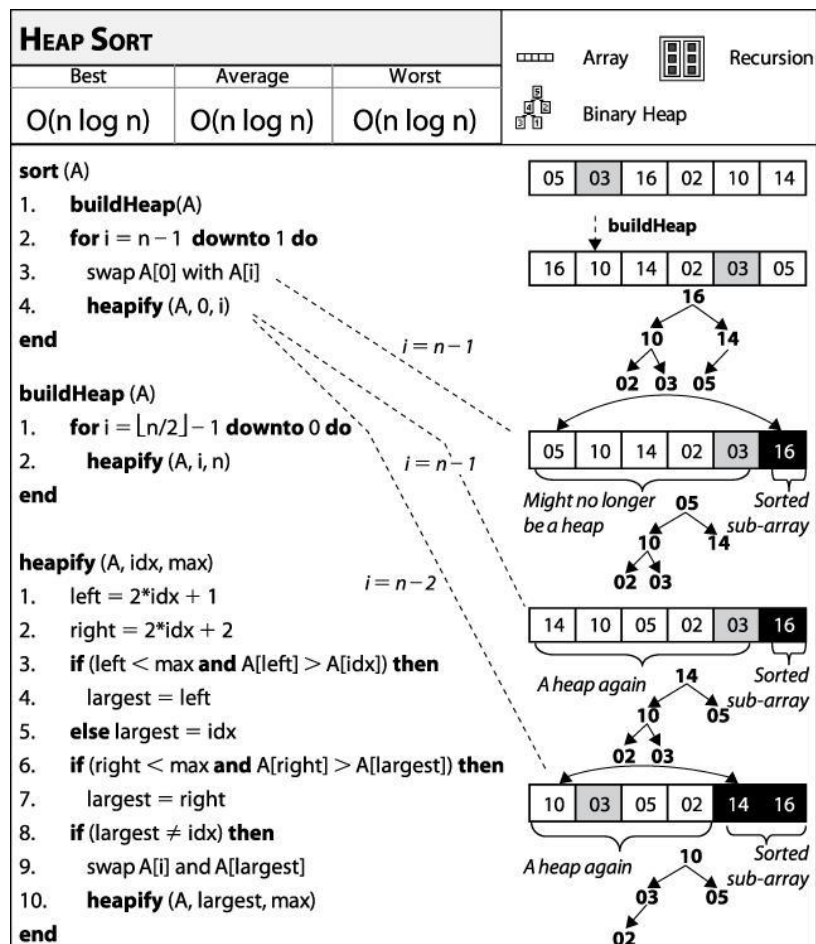 HEAP SORT
Best Average Worst
O(n log n) O(n log n) O(n log n)
Array Recursion
5
4 2
3 1
Binary Heap
sort (A)
1. buildHeap(A)
2. for i = n – 1 downto 1 do
3. swap A[0] with A[i]
4. heapify (A, 0, i)
end
buildHeap (A)
1. for i = ⌊n/2⌋ – 1 downto 0 do
2. heapify (A, i, n)
end
heapify (A, idx, max)
1. left = 2*idx + 1
2. right = 2*idx + 2
3. if (left < max and A[left] > A[idx]) then
4. largest = left
5. else largest = idx
6. if (right < max and A[right] > A[largest]) then
7. largest = right
8. if (largest ≠ idx) then
9. swap A[i] and A[largest]
10. heapify (A, largest, max)
end
i = n – 1
i = n – 1
i = n – 2
05 03 16 02 10 14
buildHeap
16 10 14 02 03 05
16
10 14
02 03 05
05 10 14 02 03 16
Might no longer
be a heap
Sorted
sub-array
05
10 14
02 03
14 10 05 02 03 16
A heap again
Sorted
sub-array
14
10 05
02 03
10 03 05 02 14 16
A heap again
Sorted
sub-array
10
03 05
02